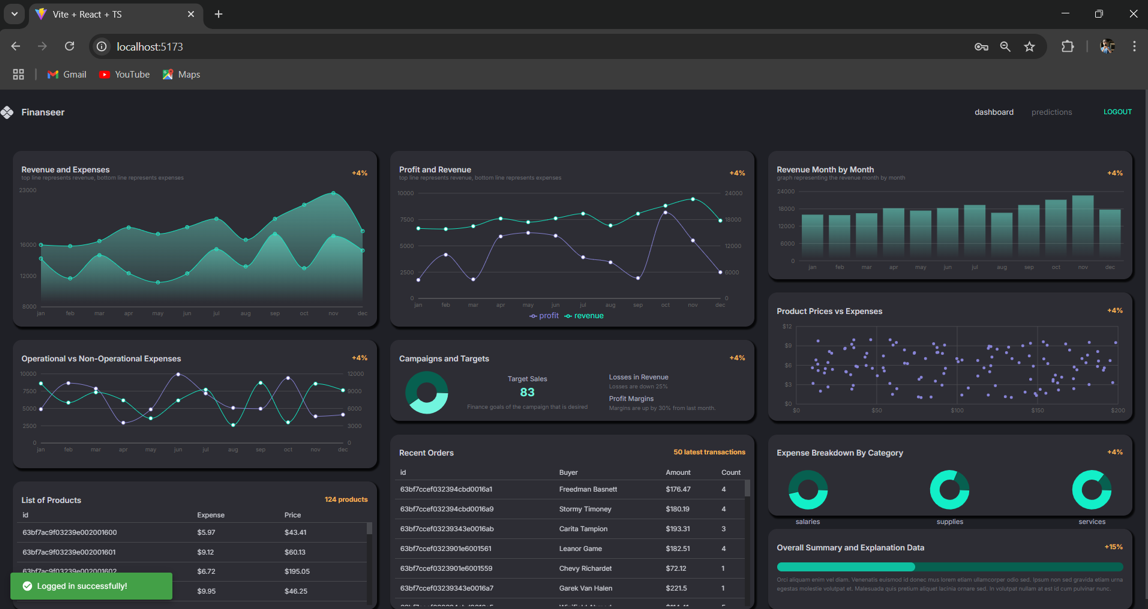 Vite + React + TS
localhost:5173
Gmail
YouTube
Maps
Finanseer
dashboard
predictions
LOGOUT
Revenue and Expenses
+4%
top line represents revenue, bottom line represents expenses
23000
16000
12000
8000
jan feb mar apr may jun jul aug sep oct nov dec
Operational vs Non-Operational Expenses
+4%
10000 12000
7500 9000
5000 6000
2500 3000
0 0
jan feb mar apr may jun jul aug sep oct nov dec
List of Products
124 products
id Expense Price
63bf7ac9f03239e002001600 $5.97 $43.41
63bf7ac9f03239e002001601 $9.12 $60.13
63bf7ac9f03239e002001602 $6.72 $195.05
$9.95 $46.25
Logged in successfully!
Profit and Revenue
+4%
top line represents revenue, bottom line represents expenses
10000 24000
7500 18000
5000 12000
2500 6000
0 0
jan feb mar apr may jun jul aug sep oct nov dec
profit revenue
Campaigns and Targets
+4%
Target Sales
83
Finance goals of the campaign that is desired
Losses in Revenue
Losses are down 25%
Profit Margins
Margins are up by 30% from last month.
Recent Orders
50 latest transactions
id Buyer Amount Count
63bf7ccef032394cbd0016a1 Freedman Basnett $176.47 4
63bf7ccef032394cbd0016a9 Stormy Timoney $180.19 4
63bf7ccef03239343e0016ab Carita Tampion $193.31 3
63bf7ccef0323901e6001561 Leanor Game $182.51 4
63bf7ccef0323901e6001559 Chevy Richardet $72.12 1
63bf7ccef03239343e0016a7 Garek Van Halen $221.5 1
Revenue Month by Month
+4%
graph representing the revenue month by month
24000
18000
12000
6000
0
jan feb mar apr may jun jul aug sep oct nov dec
Product Prices vs Expenses
+4%
$12
$9
$6
$3
$0
$0 $50 $100 $150 $200
Expense Breakdown By Category
+4%
salaries
supplies
services
Overall Summary and Explanation Data
+15%
Orci aliquam enim vel diam. Venenatis euismod id donec mus lorem etiam ullamcorper odio sed. Ipsum non sed gravida etiam urna
egestas molestie volutpat et. Malesuada quis pretium aliquet lacinia ornare sed. In volutpat nullam at est id cum pulvinar nunc.